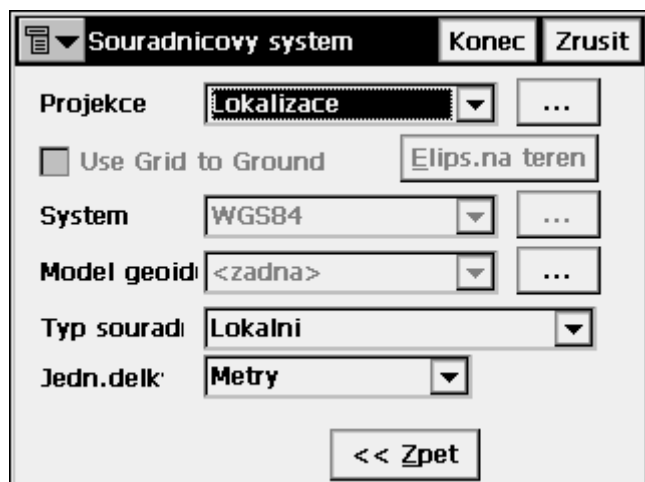 Souradnicovy system Konec Zrusit
Projekce Lokalizace ...
Use Grid to Ground Elips.na teren
System WGS84 ...
Model geoid <zadna> ...
Typ sourad Lokalni
Jedn.delk Metry
<< Zpet